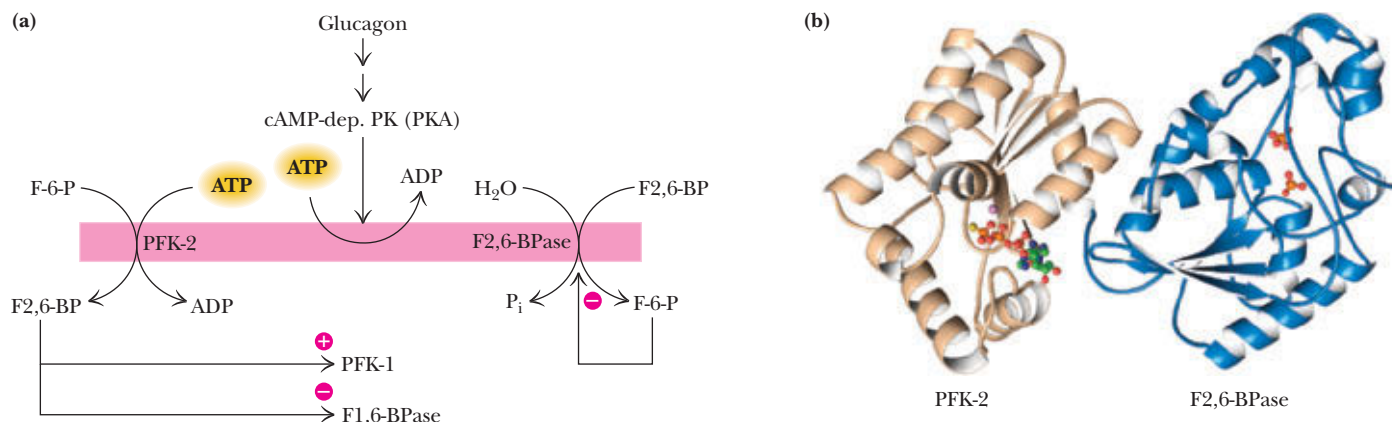 (a)
Glucagon
cAMP-dep. PK (PKA)
F-6-P
ATP
ATP
ADP
H₂O
F2,6-BP
PFK-2
F2,6-BPase
F2,6-BP
ADP
Pᵢ
−
F-6-P
+
PFK-1
−
F1,6-BPase
(b)
PFK-2
F2,6-BPase